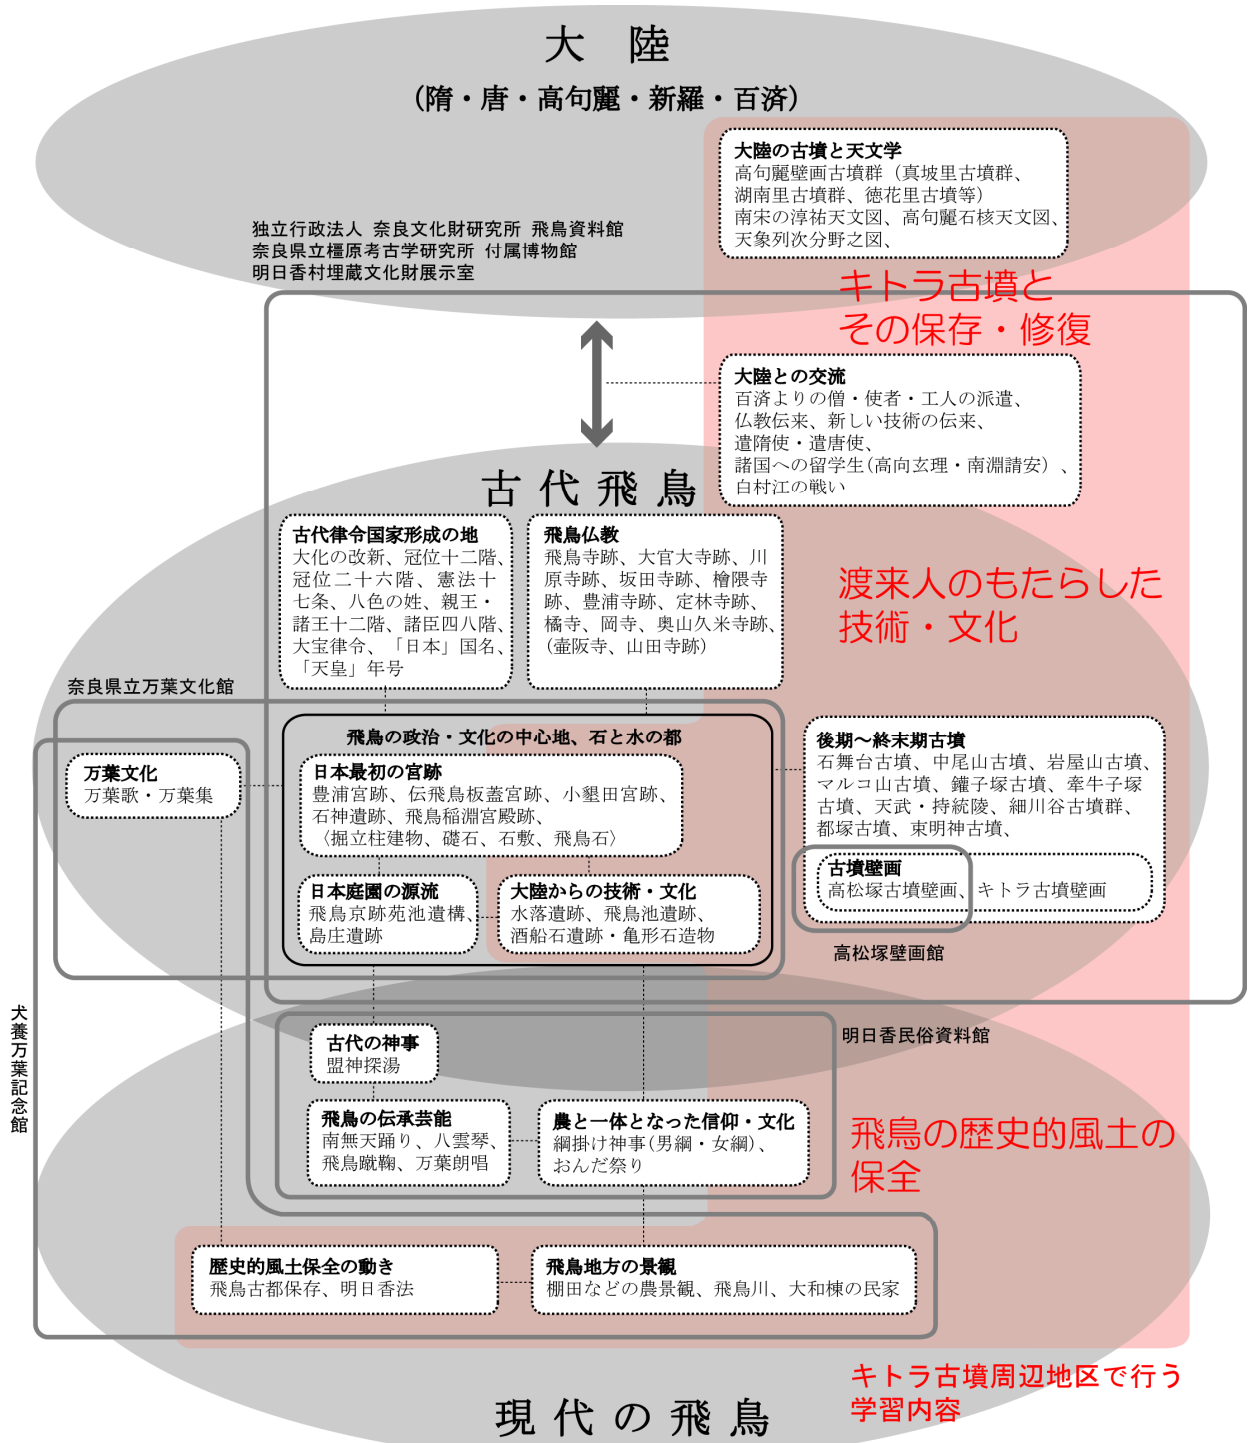 大 陸
（隋・唐・高句麗・新羅・百済）
大陸の古墳と天文学
高句麗壁画古墳群（真坡里古墳群、
湖南里古墳群、徳花里古墳等）
南宋の淳祐天文図、高句麗石核天文図、
天象列次分野之図、
独立行政法人 奈良文化財研究所 飛鳥資料館
奈良県立橿原考古学研究所 付属博物館
明日香村埋蔵文化財展示室
キトラ古墳と
その保存・修復
大陸との交流
百済よりの僧・使者・工人の派遣、
仏教伝来、新しい技術の伝来、
遣隋使・遣唐使、
諸国への留学生（高向玄理・南淵請安）、
白村江の戦い
古 代 飛 鳥
古代律令国家形成の地
大化の改新、冠位十二階、
冠位二十六階、憲法十
七条、八色の姓、親王・
諸王十二階、諸臣四八階、
大宝律令、「日本」国名、
「天皇」年号
飛鳥仏教
飛鳥寺跡、大官大寺跡、川
原寺跡、坂田寺跡、檜隈寺
跡、豊浦寺跡、定林寺跡、
橘寺、岡寺、奥山久米寺跡、
（壷阪寺、山田寺跡）
渡来人のもたらした
技術・文化
奈良県立万葉文化館
飛鳥の政治・文化の中心地、石と水の都
万葉文化
万葉歌・万葉集
日本最初の宮跡
豊浦宮跡、伝飛鳥板蓋宮跡、小墾田宮跡、
石神遺跡、飛鳥稲淵宮殿跡、
〈掘立柱建物、礎石、石敷、飛鳥石〉
後期～終末期古墳
石舞台古墳、中尾山古墳、岩屋山古墳、
マルコ山古墳、鑵子塚古墳、牽牛子塚
古墳、天武・持統陵、細川谷古墳群、
都塚古墳、束明神古墳、
古墳壁画
高松塚古墳壁画、キトラ古墳壁画
日本庭園の源流
飛鳥京跡苑池遺構、
島庄遺跡
大陸からの技術・文化
水落遺跡、飛鳥池遺跡、
酒船石遺跡・亀形石造物
高松塚壁画館
犬養万葉記念館
古代の神事
盟神探湯
明日香民俗資料館
飛鳥の伝承芸能
南無天踊り、八雲琴、
飛鳥蹴鞠、万葉朗唱
農と一体となった信仰・文化
綱掛け神事（男綱・女綱）、
おんだ祭り
飛鳥の歴史的風土の
保全
歴史的風土保全の動き
飛鳥古都保存、明日香法
飛鳥地方の景観
棚田などの農景観、飛鳥川、大和棟の民家
キトラ古墳周辺地区で行う
学習内容
現 代 の 飛 鳥